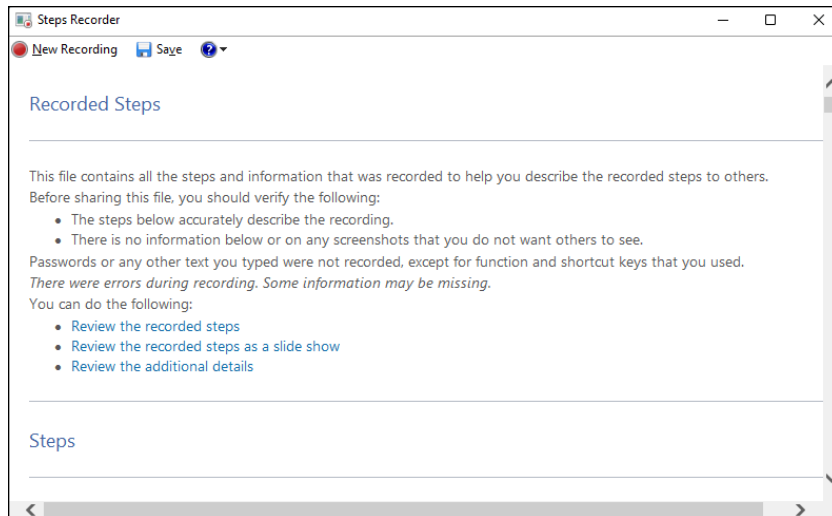 Steps Recorder
New Recording Save
Recorded Steps
This file contains all the steps and information that was recorded to help you describe the recorded steps to others.
Before sharing this file, you should verify the following:
• The steps below accurately describe the recording.
• There is no information below or on any screenshots that you do not want others to see.
Passwords or any other text you typed were not recorded, except for function and shortcut keys that you used.
There were errors during recording. Some information may be missing.
You can do the following:
• Review the recorded steps
• Review the recorded steps as a slide show
• Review the additional details
Steps